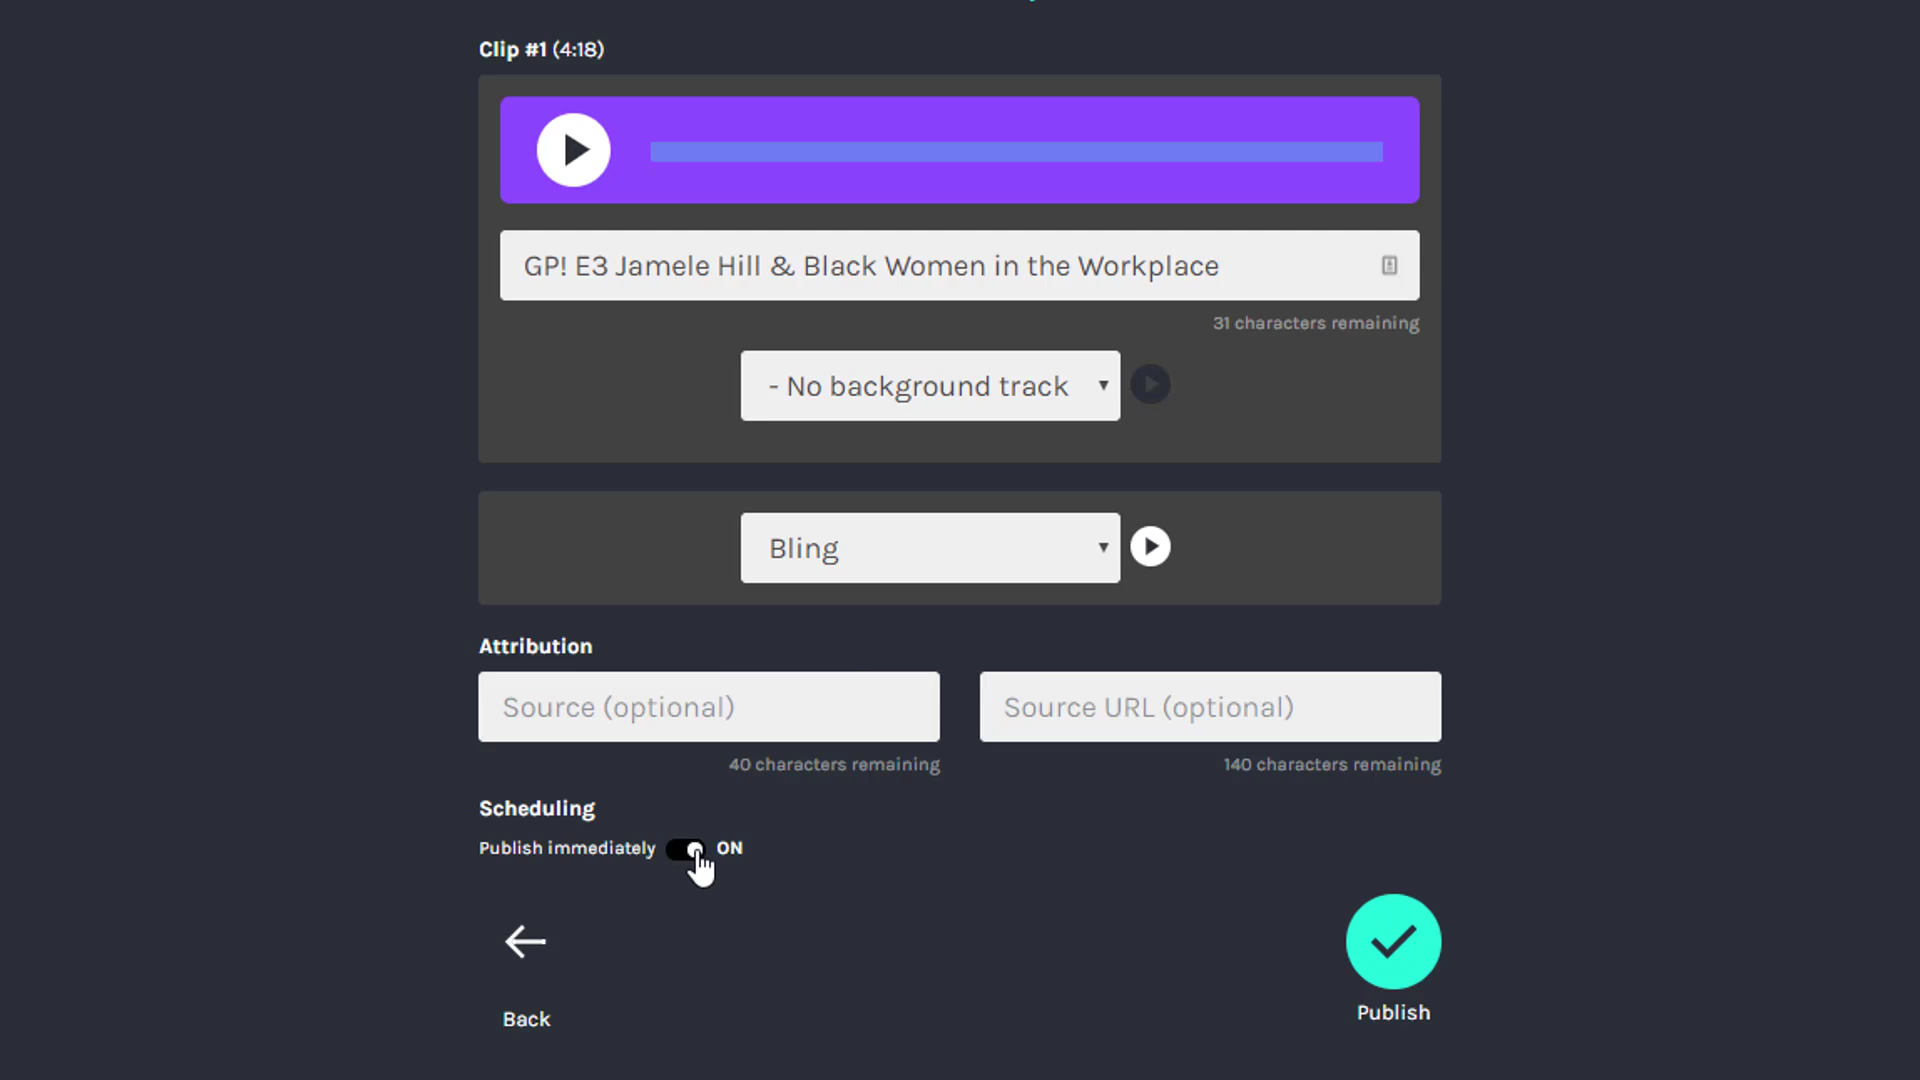 Clip #1 (4:18)
GP! E3 Jamele Hill & Black Women in the Workplace
31 characters remaining
- No background track
Bling
Attribution
Source (optional)
Source URL (optional)
40 characters remaining
140 characters remaining
Scheduling
Publish immediately ON
Back
Publish